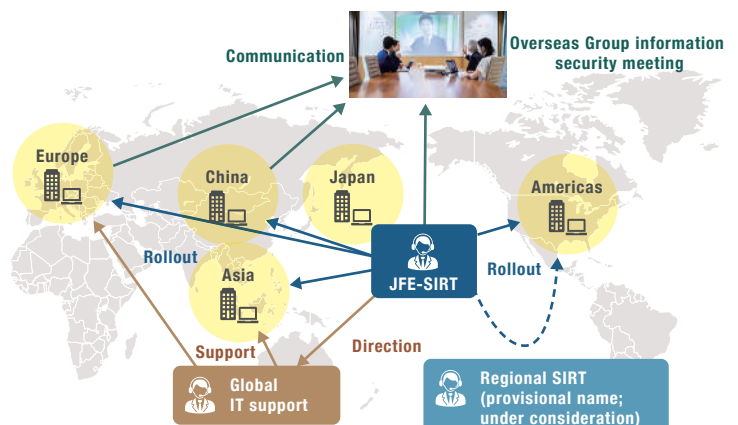 Communication
Overseas Group information
security meeting
Europe
China
Japan
Americas
Rollout
Asia
JFE-SIRT
Rollout
Support
Direction
Global
IT support
Regional SIRT
(provisional name;
under consideration)